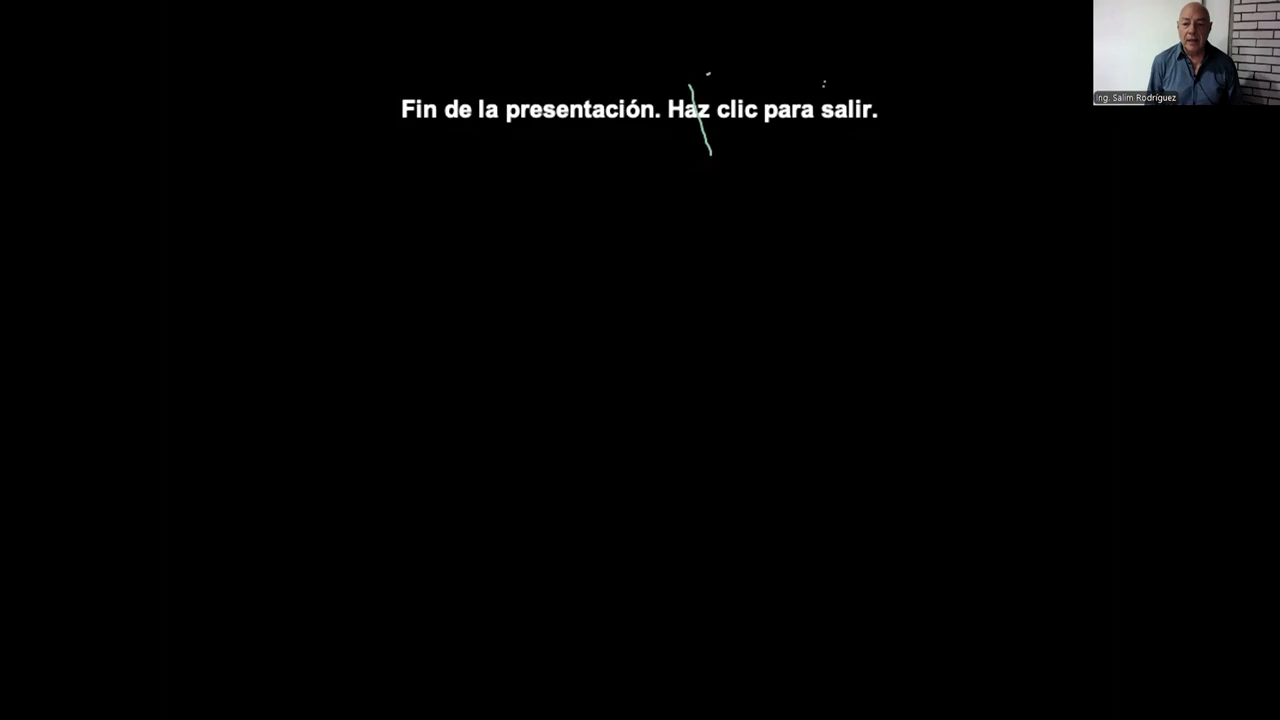 Fin de la presentación. Haz clic para salir.
Ing. Salim Rodríguez